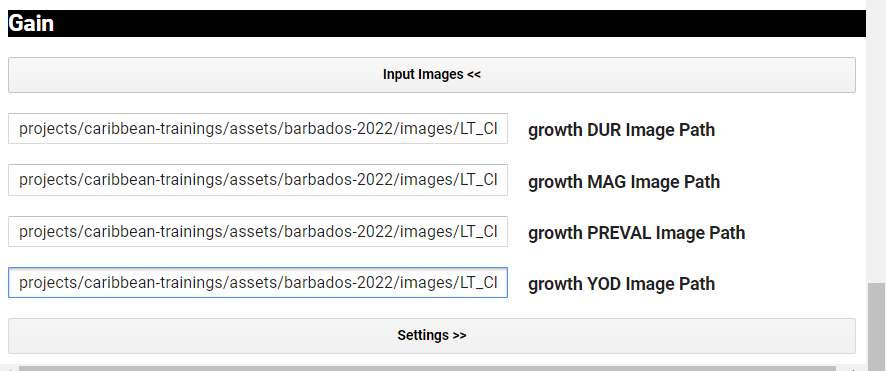 Gain
Input Images <<
projects/caribbean-trainings/assets/barbados-2022/images/LT_CI growth DUR Image Path
projects/caribbean-trainings/assets/barbados-2022/images/LT_CI growth MAG Image Path
projects/caribbean-trainings/assets/barbados-2022/images/LT_CI growth PREVAL Image Path
projects/caribbean-trainings/assets/barbados-2022/images/LT_CI growth YOD Image Path
Settings >>